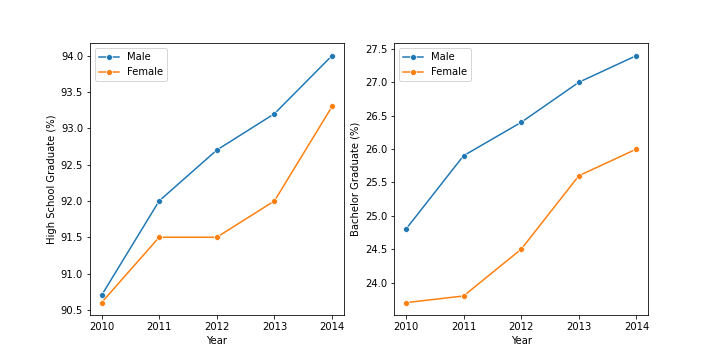 High School Graduate (%)
94.0
93.5
93.0
92.5
92.0
91.5
91.0
90.5
Male
Female
2010 2011 2012 2013 2014
Year
Bachelor Graduate (%)
27.5
27.0
26.5
26.0
25.5
25.0
24.5
24.0
Male
Female
2010 2011 2012 2013 2014
Year